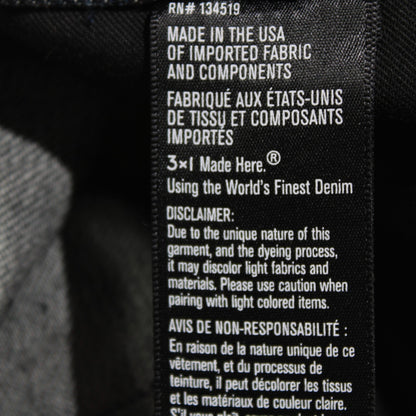 RN# 134519
MADE IN THE USA
OF IMPORTED FABRIC
AND COMPONENTS
FABRIQUÉ AUX ÉTATS-UNIS
DE TISSU ET COMPOSANTS
IMPORTÉS
3×1 Made Here.®
Using the World's Finest Denim
DISCLAIMER:
Due to the unique nature of this
garment, and the dyeing process,
it may discolor light fabrics and
materials. Please use caution when
pairing with light colored items.
AVIS DE NON-RESPONSABILITÉ :
En raison de la nature unique de ce
vêtement, et du processus de
teinture, il peut décolorer les tissus
et les matériaux de couleur claire.
S'il vous plaît